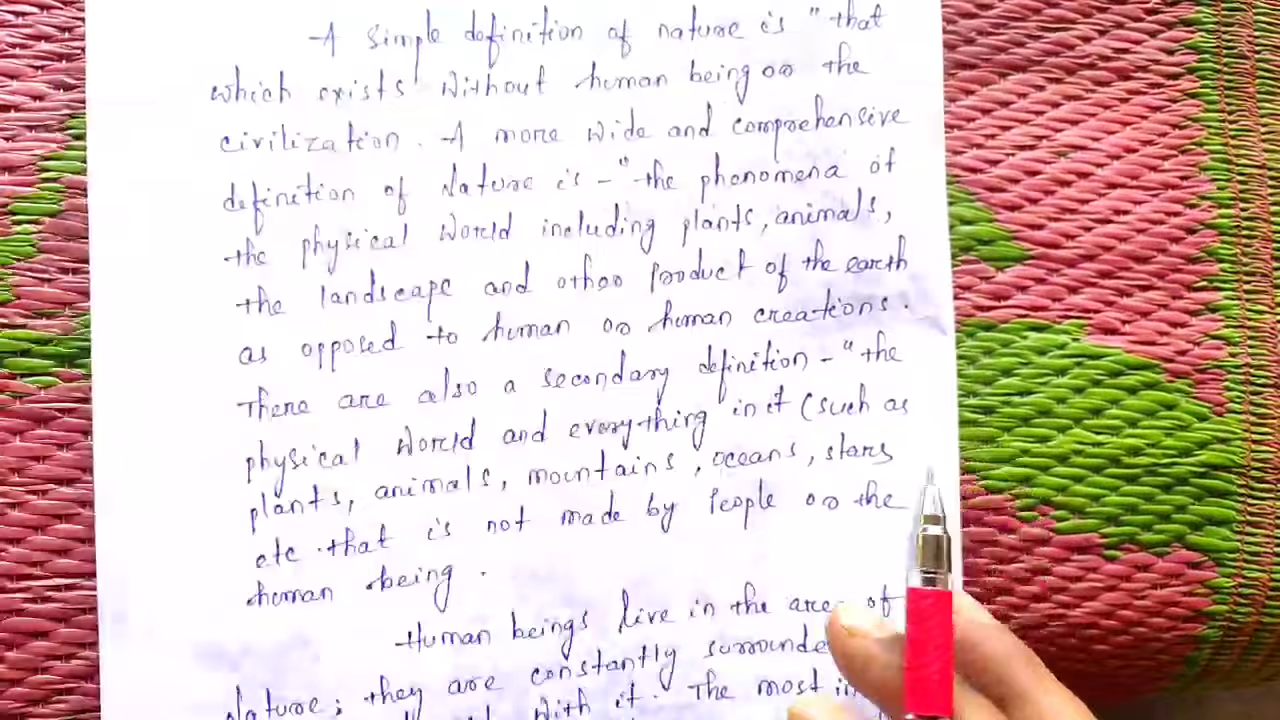 A simple definition of nature is "that
which exists without human being or the
civilization. A more wide and comprehensive
definition of Nature is - "the phenomena of
the physical World including plants, animals,
the landscape and other Product of the earth
as opposed to human or human creations.
There are also a secondary definition - "the
physical World and everything in it (such as
plants, animals, mountains, oceans, stars
etc that is not made by People or the
human being.
Human beings live in the area of
Nature; they are constantly
with it. The most